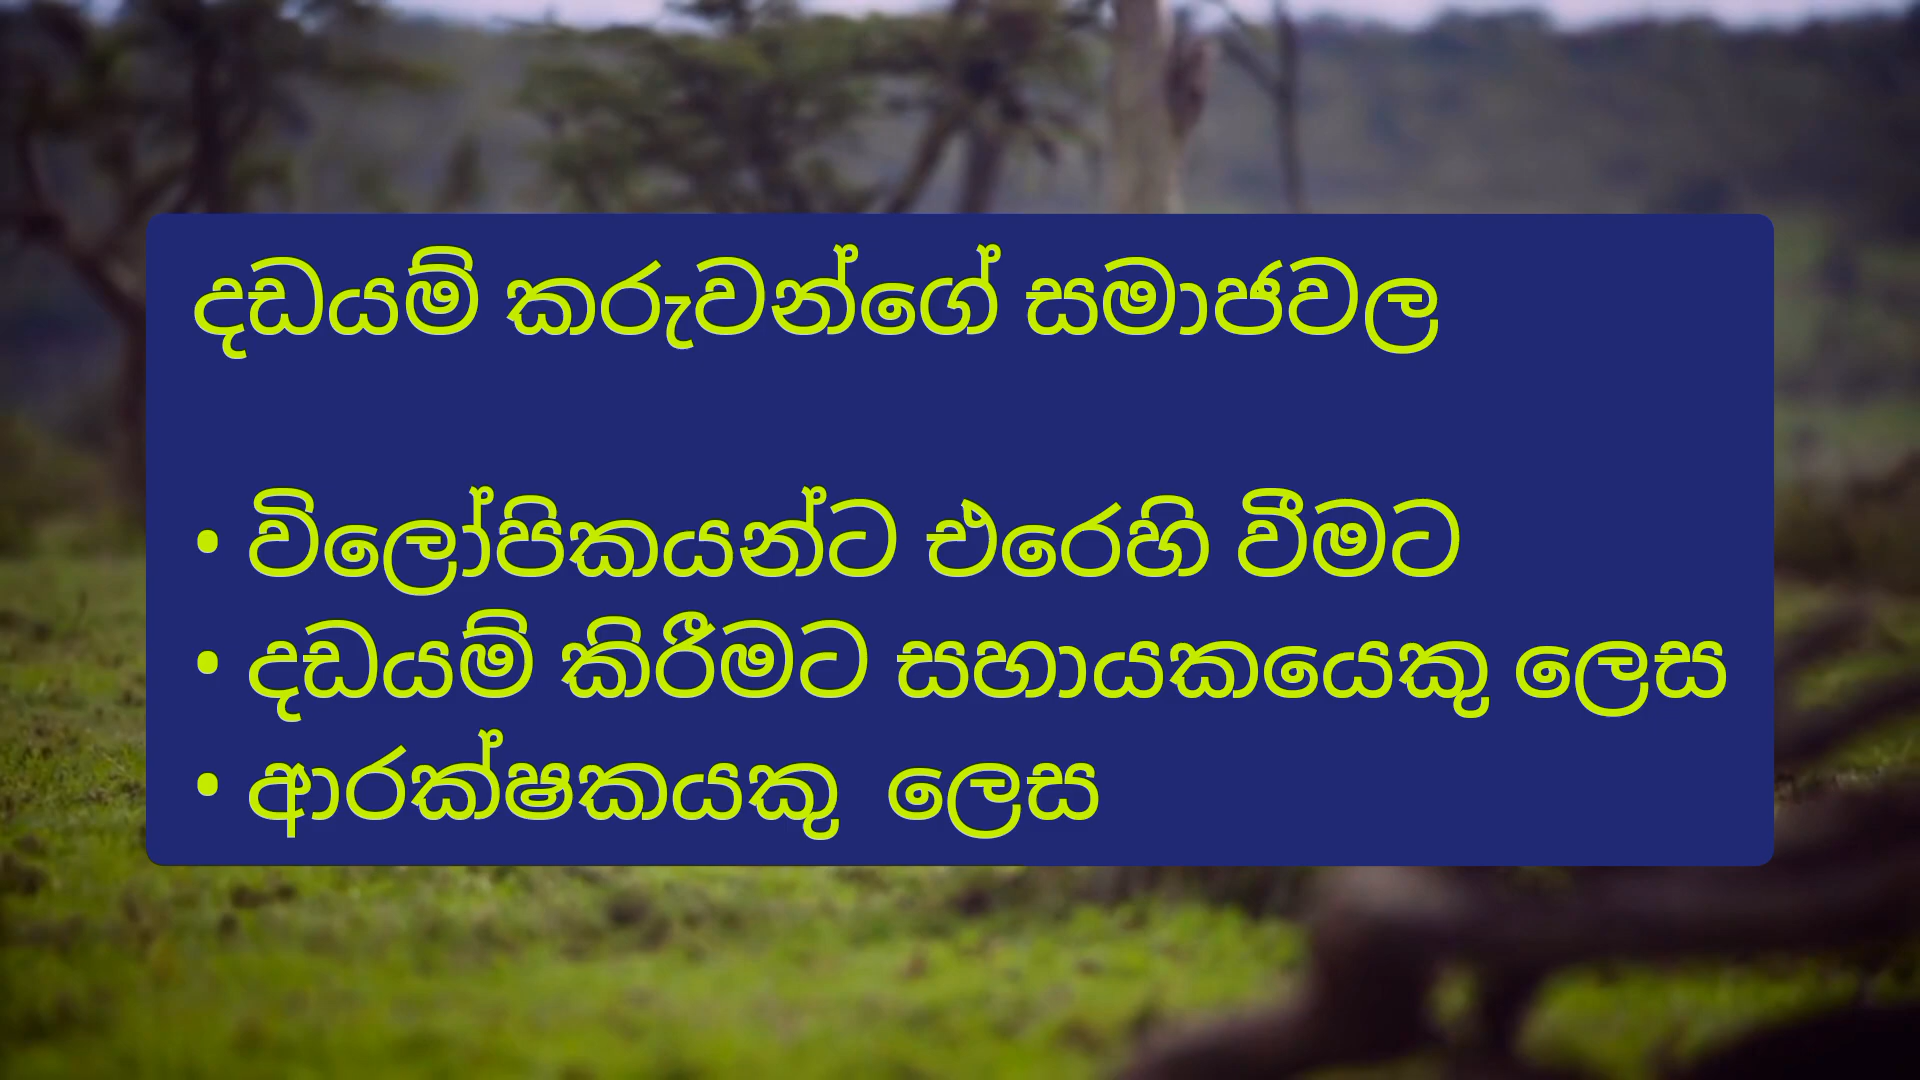 දඩයම් කරුවන්ගේ සමාජවල
• විලෝපිකයන්ට එරෙහි වීමට
• දඩයම් කිරීමට සහායකයෙකු ලෙස
• ආරක්ෂකයකු  ලෙස